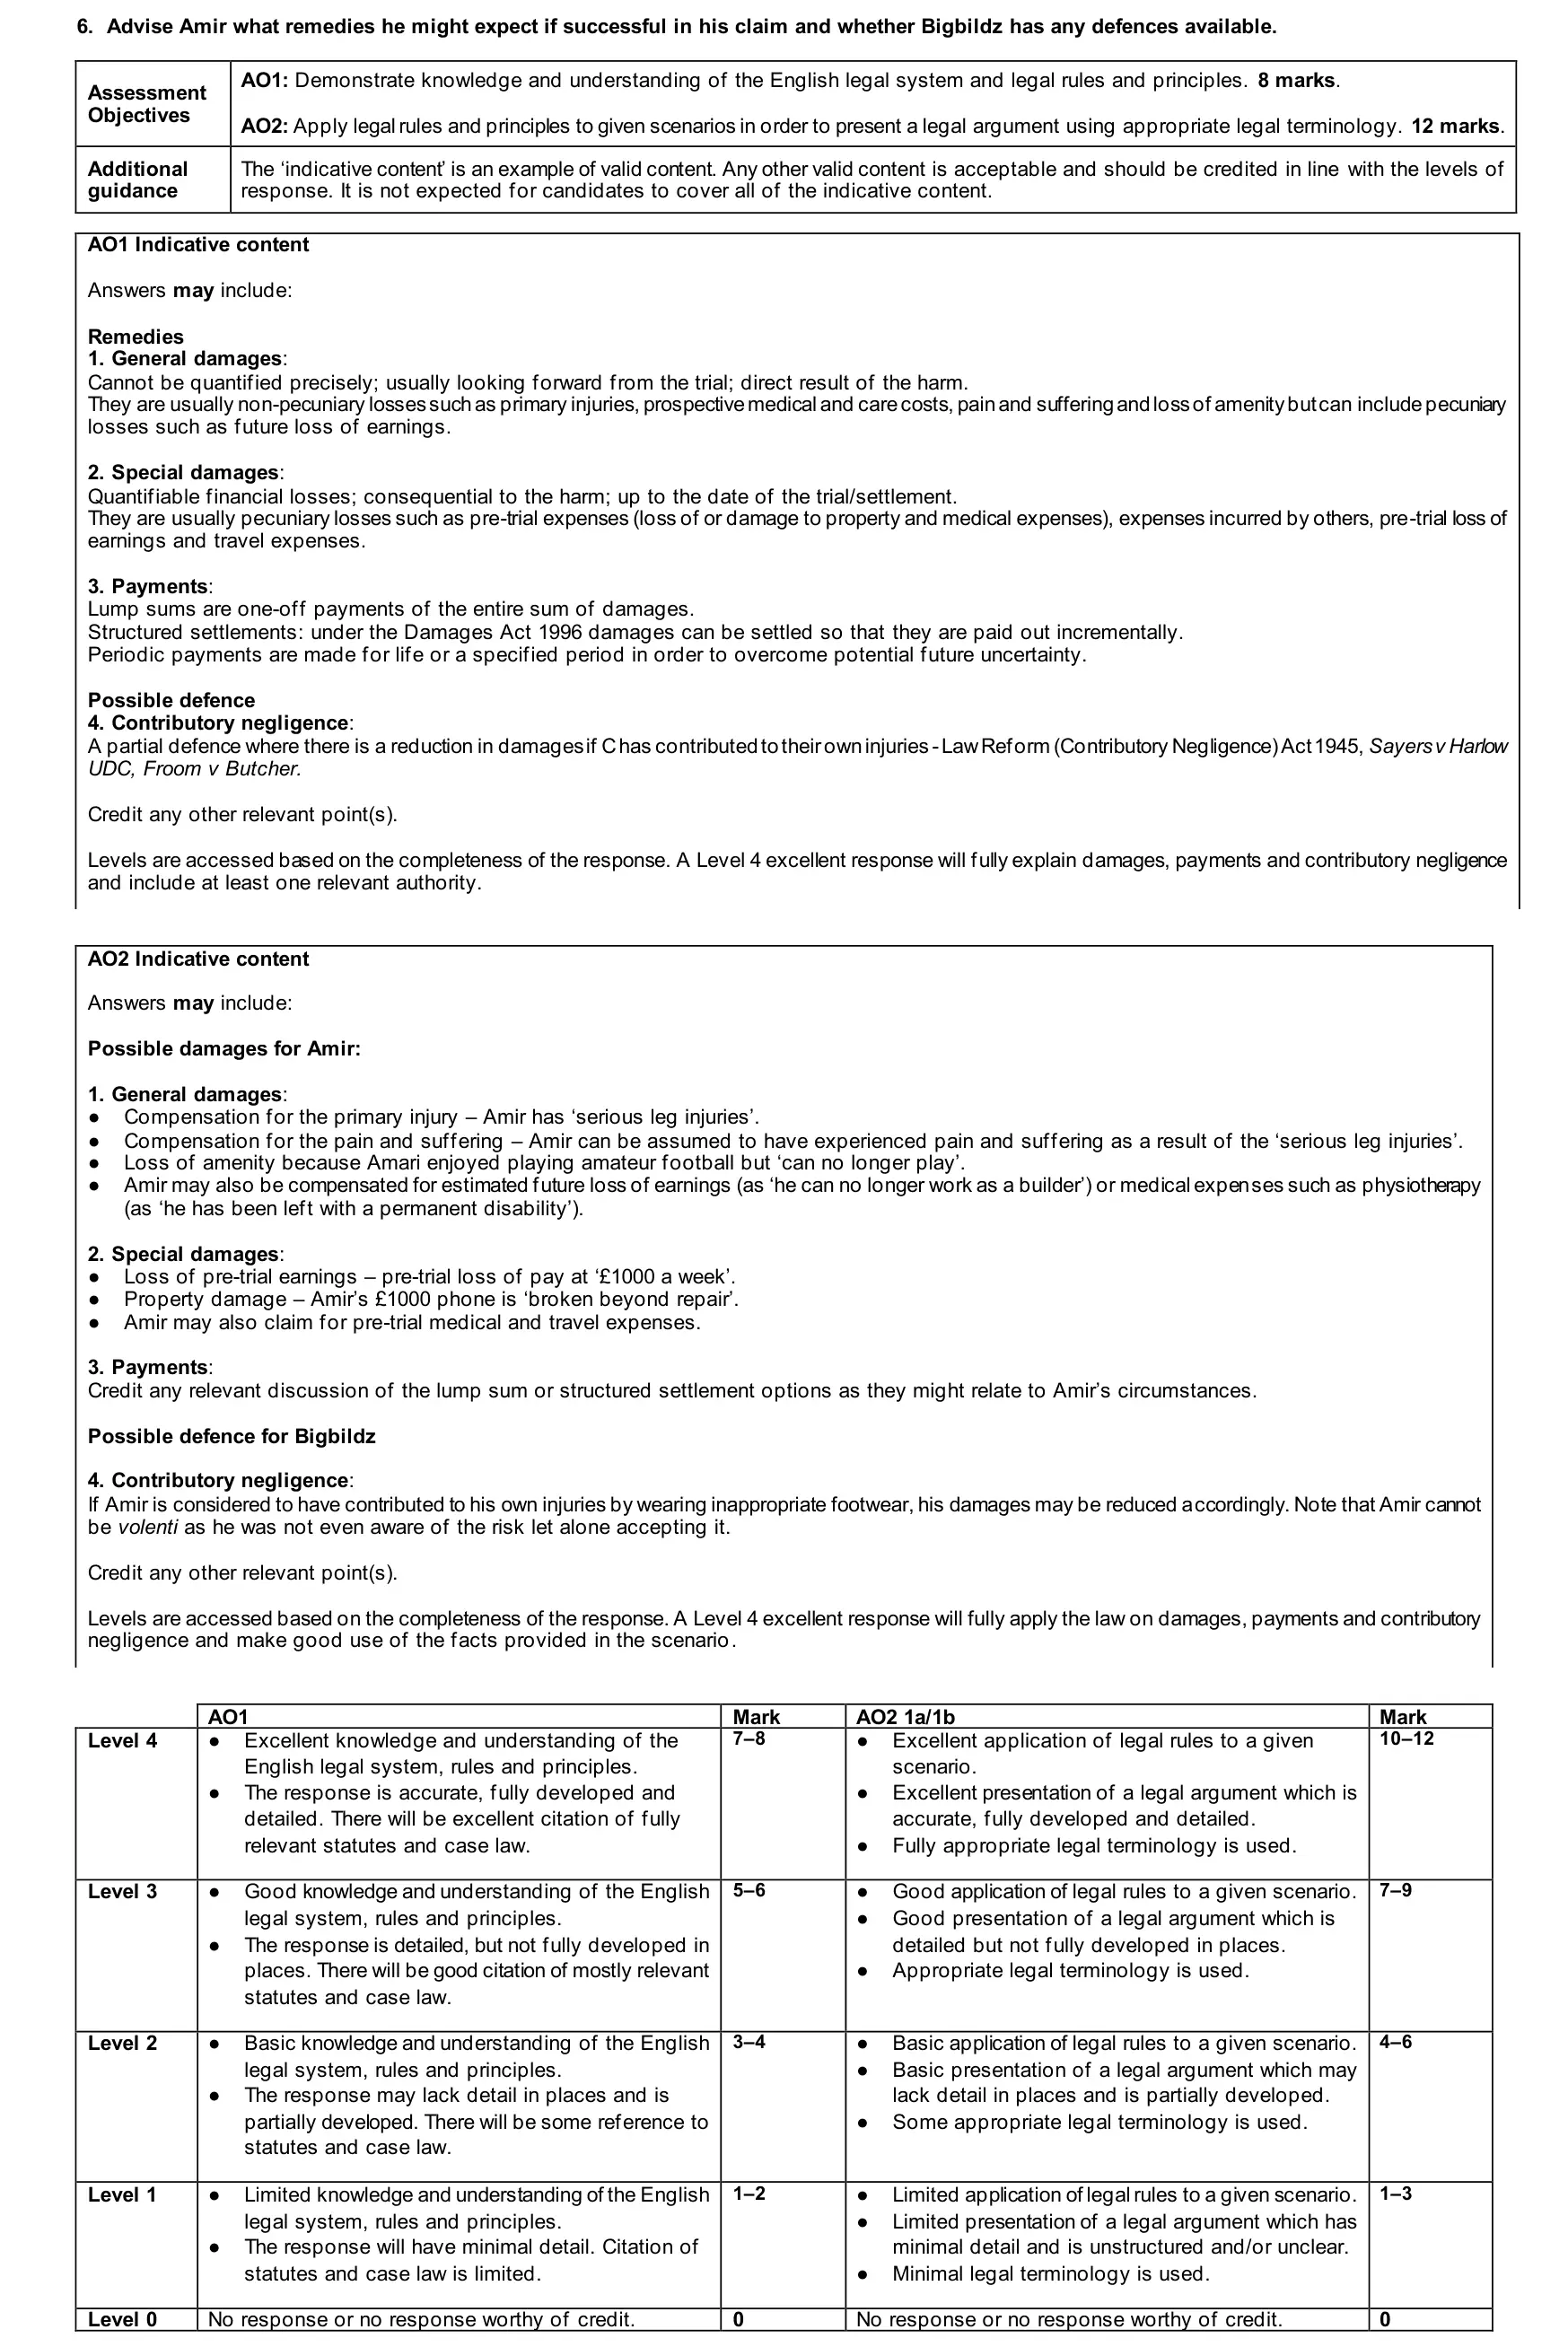 6. Advise Amir what remedies he might expect if successful in his claim and whether Bigbildz has any defences available.
Assessment Objectives
AO1: Demonstrate knowledge and understanding of the English legal system and legal rules and principles. 8 marks.
AO2: Apply legal rules and principles to given scenarios in order to present a legal argument using appropriate legal terminology. 12 marks.
Additional guidance
The ‘indicative content’ is an example of valid content. Any other valid content is acceptable and should be credited in line with the levels of
response. It is not expected for candidates to cover all of the indicative content.
AO1 Indicative content
Answers may include:
Remedies
1. General damages:
Cannot be quantified precisely; usually looking forward from the trial; direct result of the harm.
They are usually non-pecuniary losses such as primary injuries, prospective medical and care costs, pain and suffering and loss of amenity but can include pecuniary
losses such as future loss of earnings.
2. Special damages:
Quantifiable financial losses; consequential to the harm; up to the date of the trial/settlement.
They are usually pecuniary losses such as pre-trial expenses (loss of or damage to property and medical expenses), expenses incurred by others, pre-trial loss of
earnings and travel expenses.
3. Payments:
Lump sums are one-off payments of the entire sum of damages.
Structured settlements: under the Damages Act 1996 damages can be settled so that they are paid out incrementally.
Periodic payments are made for life or a specified period in order to overcome potential future uncertainty.
Possible defence
4. Contributory negligence:
A partial defence where there is a reduction in damages if C has contributed to their own injuries - Law Reform (Contributory Negligence) Act 1945, Sayers v Harlow
UDC, Froom v Butcher.
Credit any other relevant point(s).
Levels are accessed based on the completeness of the response. A Level 4 excellent response will fully explain damages, payments and contributory negligence
and include at least one relevant authority.
AO2 Indicative content
Answers may include:
Possible damages for Amir:
1. General damages:
● Compensation for the primary injury – Amir has ‘serious leg injuries’.
● Compensation for the pain and suffering – Amir can be assumed to have experienced pain and suffering as a result of the ‘serious leg injuries’.
● Loss of amenity because Amari enjoyed playing amateur football but ‘can no longer play’.
● Amir may also be compensated for estimated future loss of earnings (as ‘he can no longer work as a builder’) or medical expenses such as physiotherapy
(as ‘he has been left with a permanent disability’).
2. Special damages:
● Loss of pre-trial earnings – pre-trial loss of pay at ‘£1000 a week’.
● Property damage – Amir’s £1000 phone is ‘broken beyond repair’.
● Amir may also claim for pre-trial medical and travel expenses.
3. Payments:
Credit any relevant discussion of the lump sum or structured settlement options as they might relate to Amir’s circumstances.
Possible defence for Bigbildz
4. Contributory negligence:
If Amir is considered to have contributed to his own injuries by wearing inappropriate footwear, his damages may be reduced accordingly. Note that Amir cannot
be volenti as he was not even aware of the risk let alone accepting it.
Credit any other relevant point(s).
Levels are accessed based on the completeness of the response. A Level 4 excellent response will fully apply the law on damages, payments and contributory
negligence and make good use of the facts provided in the scenario.
AO1 Mark AO2 1a/1b Mark
Level 4
● Excellent knowledge and understanding of the
English legal system, rules and principles.
● The response is accurate, fully developed and
detailed. There will be excellent citation of fully
relevant statutes and case law.
7–8
● Excellent application of legal rules to a given
scenario.
● Excellent presentation of a legal argument which is
accurate, fully developed and detailed.
● Fully appropriate legal terminology is used.
10–12
Level 3
● Good knowledge and understanding of the English
legal system, rules and principles.
● The response is detailed, but not fully developed in
places. There will be good citation of mostly relevant
statutes and case law.
5–6
● Good application of legal rules to a given scenario.
● Good presentation of a legal argument which is
detailed but not fully developed in places.
● Appropriate legal terminology is used.
7–9
Level 2
● Basic knowledge and understanding of the English
legal system, rules and principles.
● The response may lack detail in places and is
partially developed. There will be some reference to
statutes and case law.
3–4
● Basic application of legal rules to a given scenario.
● Basic presentation of a legal argument which may
lack detail in places and is partially developed.
● Some appropriate legal terminology is used.
4–6
Level 1
● Limited knowledge and understanding of the English
legal system, rules and principles.
● The response will have minimal detail. Citation of
statutes and case law is limited.
1–2
● Limited application of legal rules to a given scenario.
● Limited presentation of a legal argument which has
minimal detail and is unstructured and/or unclear.
● Minimal legal terminology is used.
1–3
Level 0
No response or no response worthy of credit.
0
No response or no response worthy of credit.
0